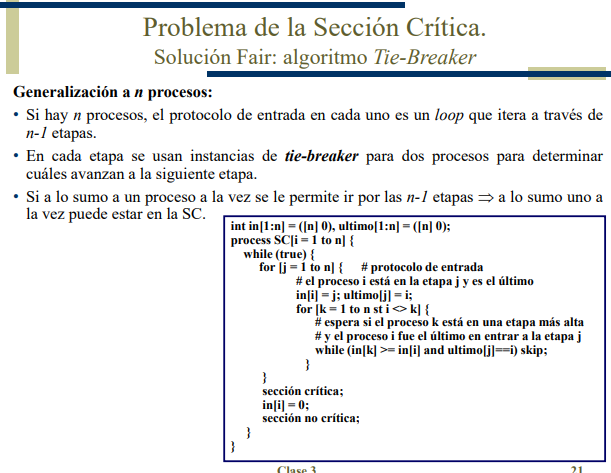 Problema de la Sección Crítica.
Solución Fair: algoritmo Tie-Breaker
Generalización a n procesos:
• Si hay n procesos, el protocolo de entrada en cada uno es un loop que itera a través de
n-1 etapas.
• En cada etapa se usan instancias de tie-breaker para dos procesos para determinar
cuáles avanzan a la siguiente etapa.
• Si a lo sumo a un proceso a la vez se le permite ir por las n-1 etapas ⇒ a lo sumo uno a
la vez puede estar en la SC.
int in[1:n] = ([n] 0), ultimo[1:n] = ([n] 0);
process SC[i = 1 to n] {
while (true) {
for [j = 1 to n] { # protocolo de entrada
# el proceso i está en la etapa j y es el último
in[i] = j; ultimo[j] = i;
for [k = 1 to n st i <> k] {
# espera si el proceso k está en una etapa más alta
# y el proceso i fue el último en entrar a la etapa j
while (in[k] >= in[i] and ultimo[j]==i) skip;
}
}
sección crítica;
in[i] = 0;
sección no crítica;
}
}
Clase 3 21